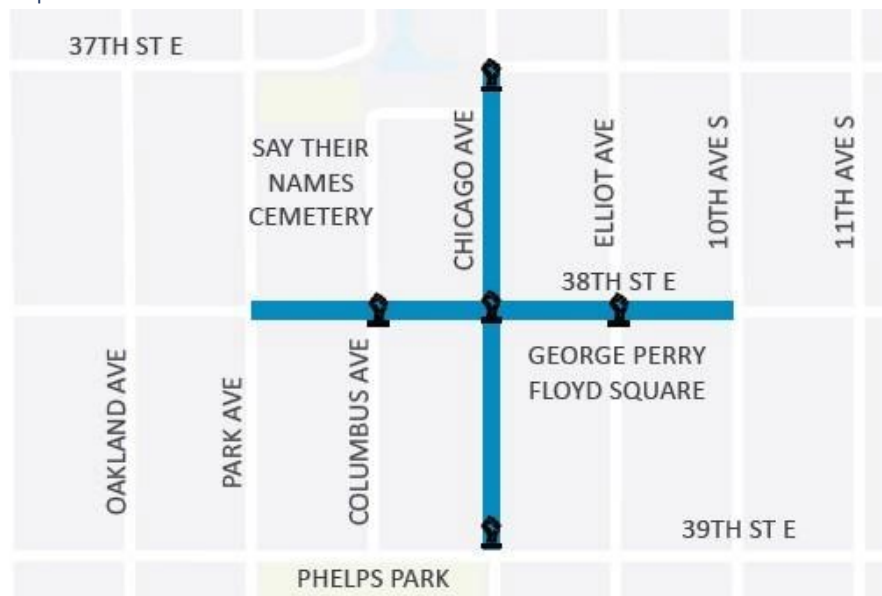 37TH ST E
SAY THEIR
NAMES
CEMETERY
CHICAGO AVE
ELLIOT AVE
10TH AVE S
11TH AVE S
38TH ST E
GEORGE PERRY
FLOYD SQUARE
OAKLAND AVE
PARK AVE
COLUMBUS AVE
39TH ST E
PHELPS PARK